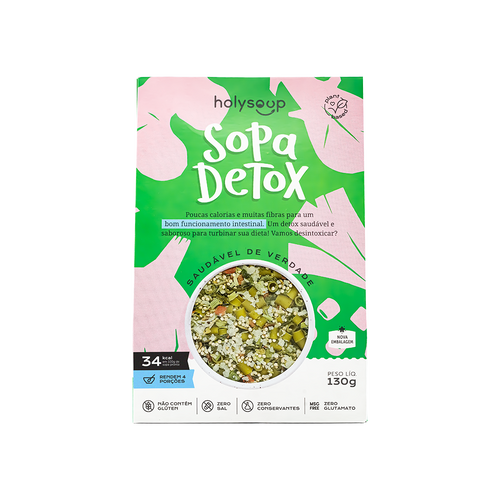 holysoup
plant
based
Sopa
Detox
Poucas calorias e muitas fibras para um
bom funcionamento intestinal. Um detox saudável e
saboroso para turbinar sua dieta! Vamos desintoxicar?
SAUDÁVEL DE VERDADE
34 kcal
RENDEM 4
PORÇÕES
NOVA
EMBALAGEM
PESO LÍQ
130g
NÃO CONTÉM
GLÚTEN
ZERO
SAL
ZERO
CONSERVANTES
MSG
FREE
ZERO
GLUTAMATO